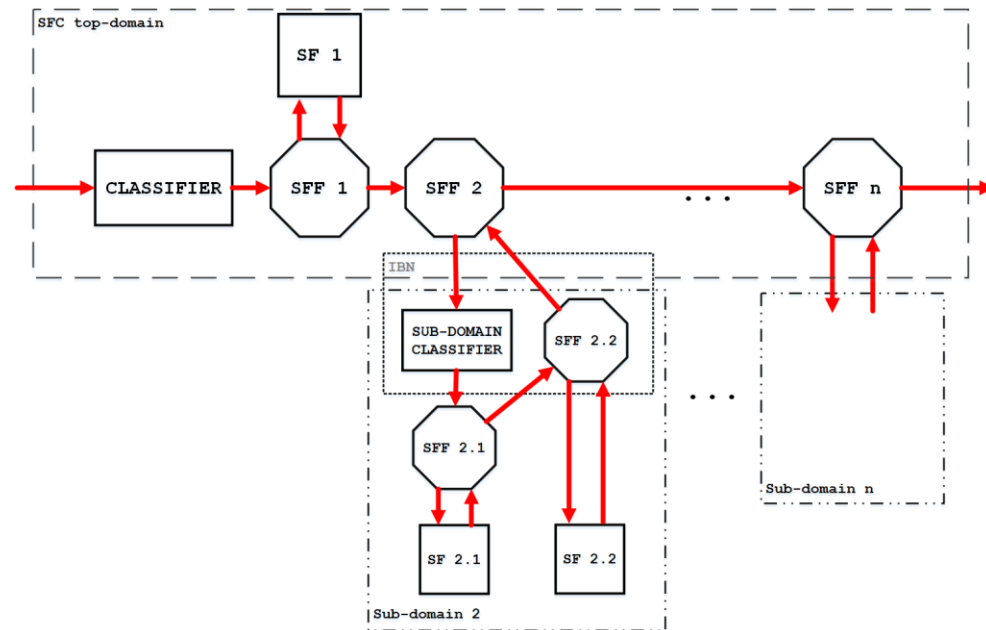 SFC top-domain
SF 1
CLASSIFIER
SFF 1
SFF 2
...
SFF n
IBN
SUB-DOMAIN
CLASSIFIER
SFF 2.2
...
SFF 2.1
Sub-domain n
SF 2.1
SF 2.2
Sub-domain 2